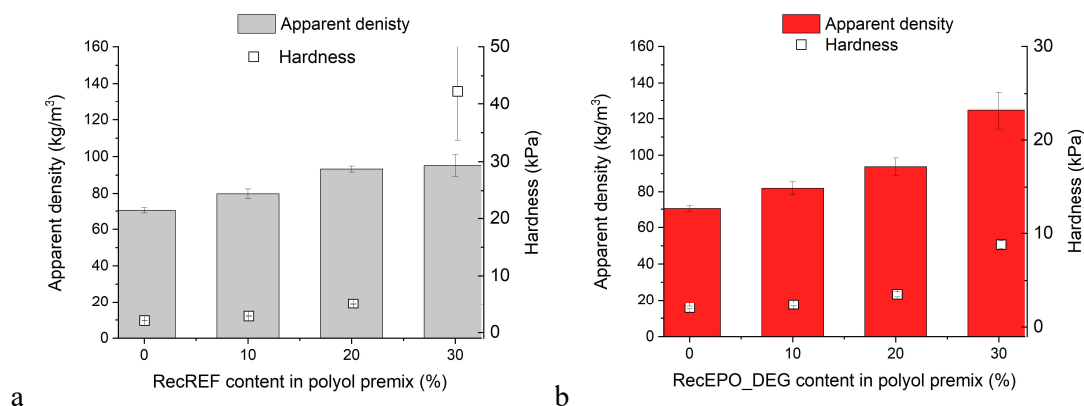 Apparent denisty
Hardness
160
140
120
100
80
60
40
20
0
Apparent density (kg/m³)
50
40
30
20
10
0
Hardness (kPa)
0 10 20 30
RecREF content in polyol premix (%)
a
Apparent density
Hardness
160
140
120
100
80
60
40
20
0
Apparent density (kg/m³)
30
20
10
0
Hardness (kPa)
0 10 20 30
RecEPO_DEG content in polyol premix (%)
b